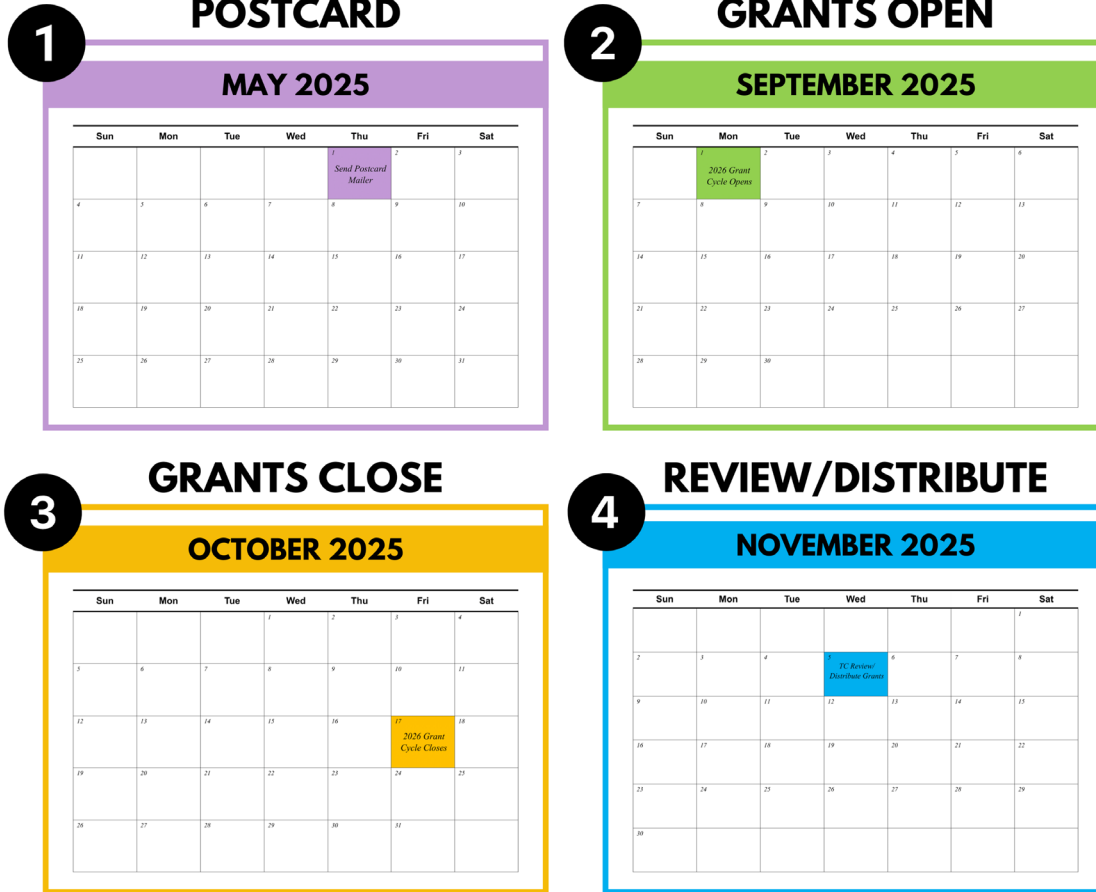 POSTCARD
1
MAY 2025
Sun Mon Tue Wed Thu Fri Sat
1 2 3
Send Postcard
Mailer
4 5 6 7 8 9 10
11 12 13 14 15 16 17
18 19 20 21 22 23 24
25 26 27 28 29 30 31
GRANTS OPEN
2
SEPTEMBER 2025
Sun Mon Tue Wed Thu Fri Sat
1 2 3 4 5 6
2026 Grant
Cycle Opens
7 8 9 10 11 12 13
14 15 16 17 18 19 20
21 22 23 24 25 26 27
28 29 30
GRANTS CLOSE
3
OCTOBER 2025
Sun Mon Tue Wed Thu Fri Sat
1 2 3 4
5 6 7 8 9 10 11
12 13 14 15 16 17 18
2026 Grant
Cycle Closes
19 20 21 22 23 24 25
26 27 28 29 30 31
REVIEW/DISTRIBUTE
4
NOVEMBER 2025
Sun Mon Tue Wed Thu Fri Sat
1
2 3 4 5 6 7 8
TC Review/
Distribute Grants
9 10 11 12 13 14 15
16 17 18 19 20 21 22
23 24 25 26 27 28 29
30